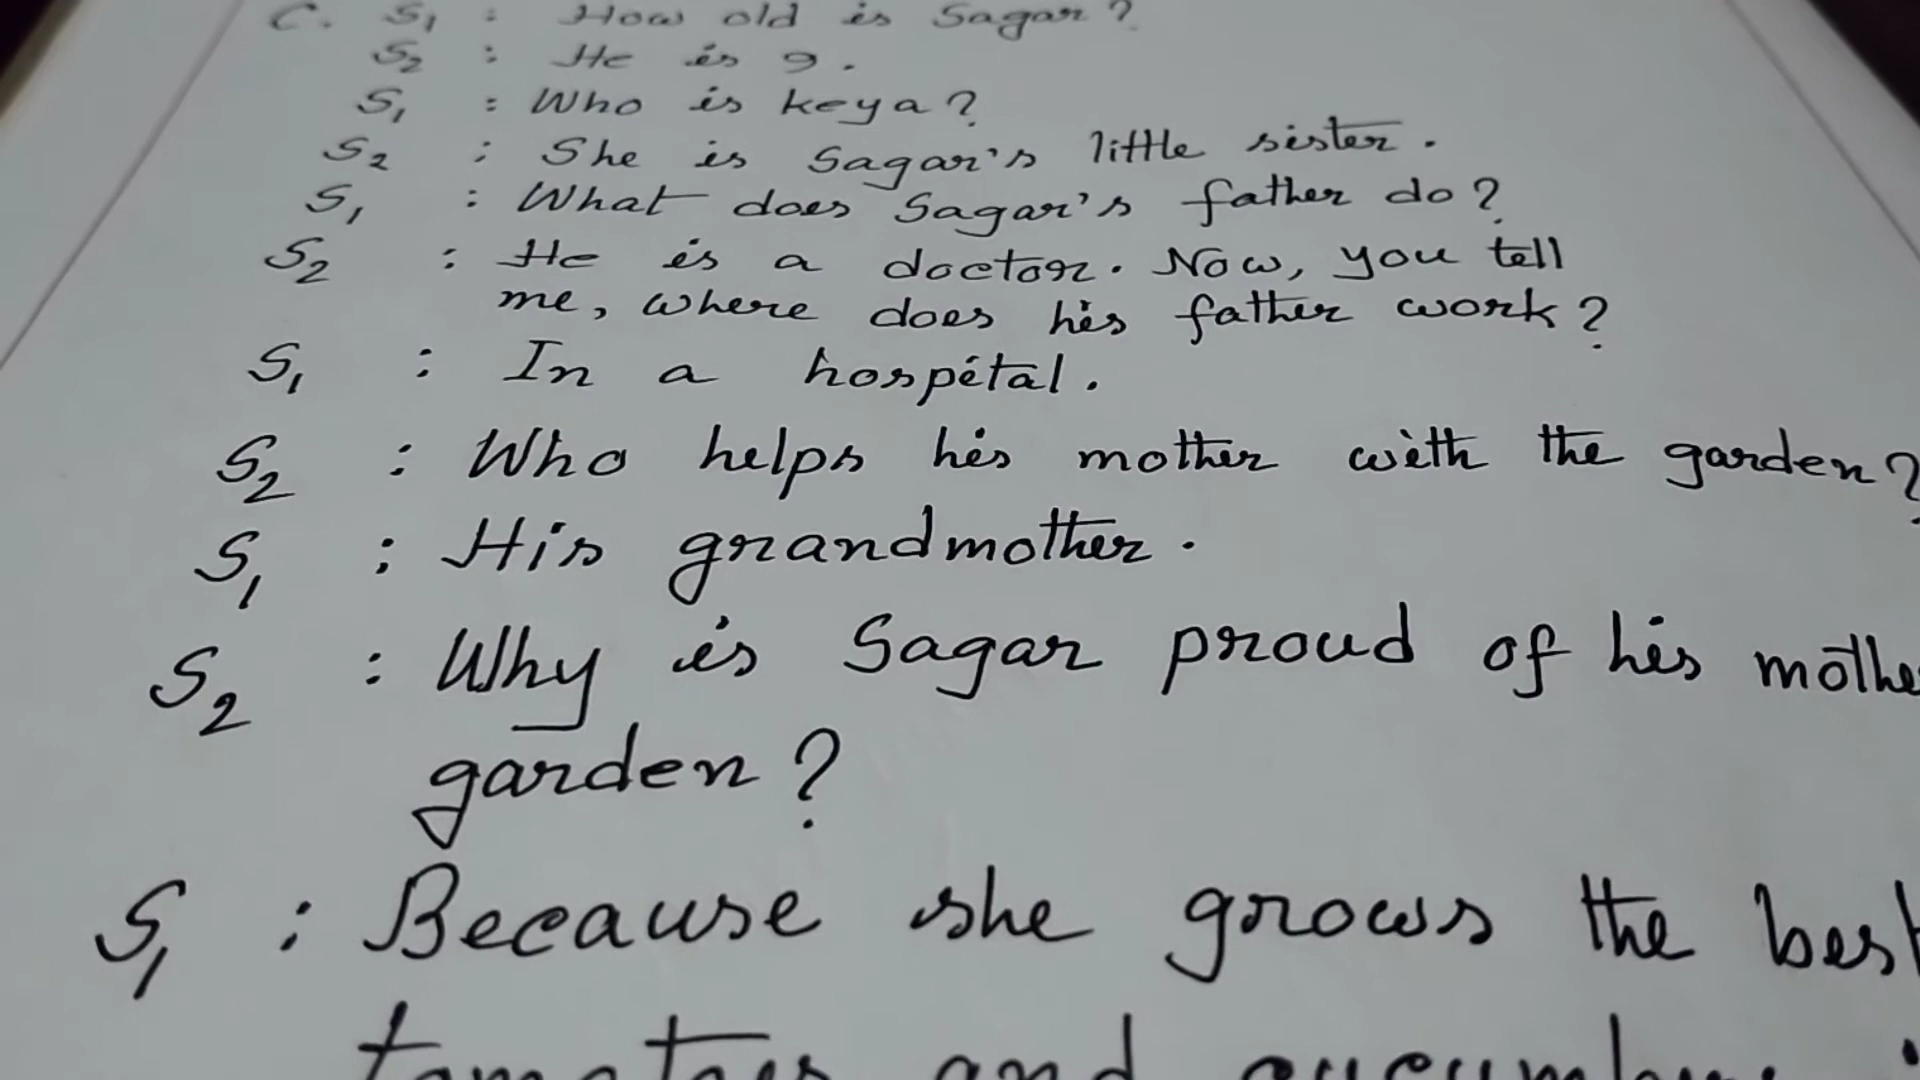 C. S1 : How old is Sagar?
S2 : He is 9.
S1 : Who is keya?
S2 : She is Sagar's little sister.
S1 : What does Sagar's father do?
S2 : He is a doctor. Now, you tell
me, where does his father work?
S1 : In a hospital.
S2 : Who helps his mother with the garden?
S1 : His grandmother.
S2 : Why is Sagar proud of his
garden?
S1 : Because she grows the best
tomatoes and